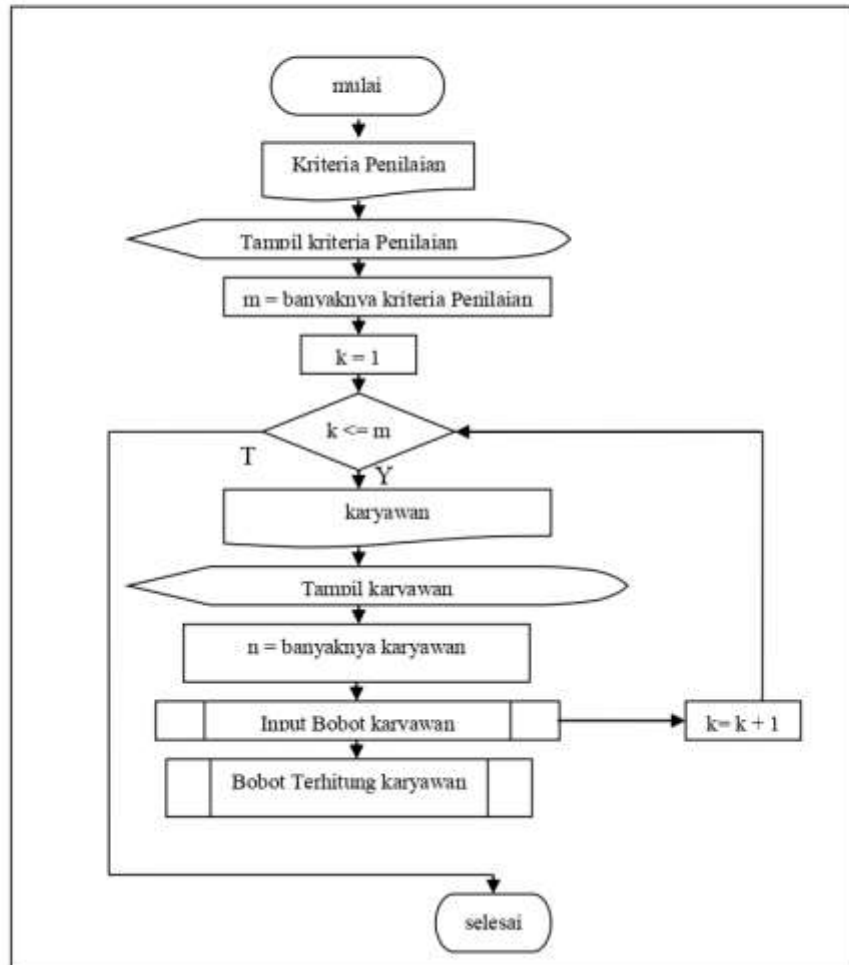 mulai
Kriteria Penilaian
Tampil kriteria Penilaian
m = banyaknya kriteria Penilaian
k = 1
k <= m
T
Y
karyawan
Tampil karyawan
n = banyaknya karyawan
Input Bobot karyawan
k= k + 1
Bobot Terhitung karyawan
selesai